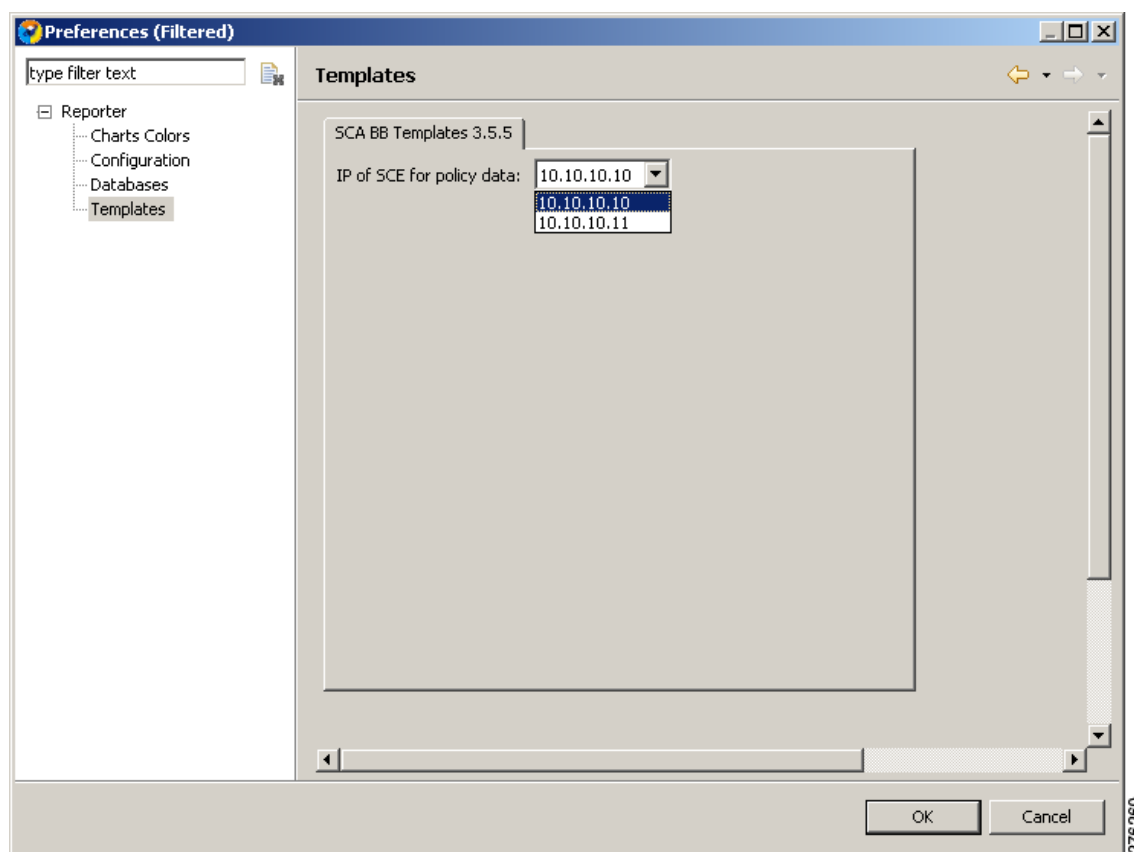 Preferences (Filtered)
type filter text
Templates
Reporter
Charts Colors
Configuration
Databases
Templates
SCA BB Templates 3.5.5
IP of SCE for policy data: 10.10.10.10
10.10.10.10
10.10.10.11
OK Cancel
276260